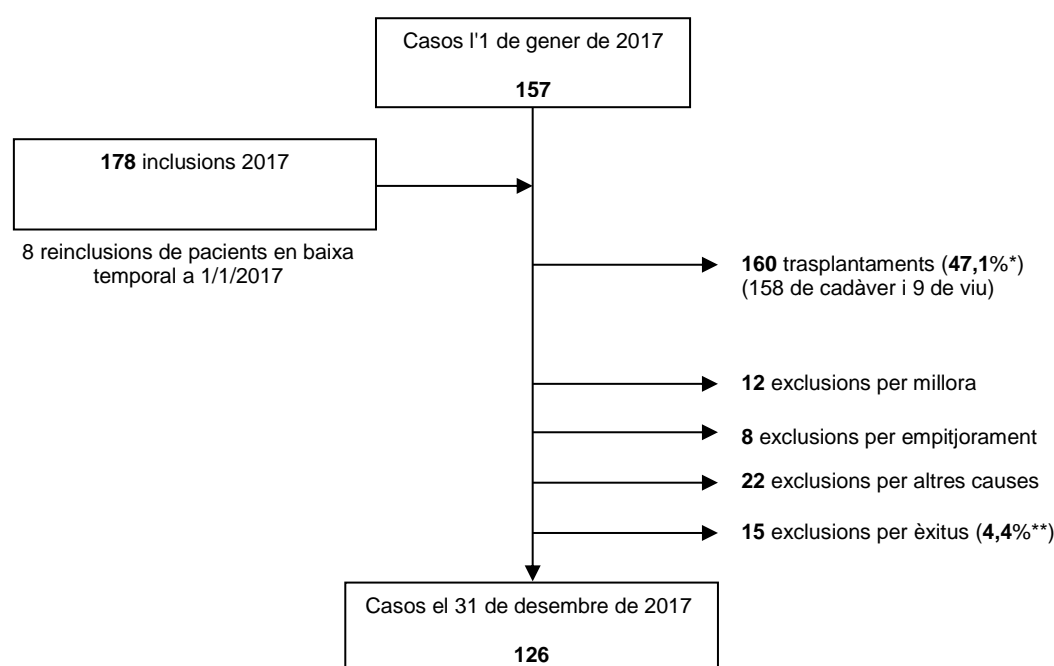 Casos l'1 de gener de 2017
157
178 inclusions 2017
8 reinclusions de pacients en baixa
temporal a 1/1/2017
160 trasplantaments (47,1%*)
(158 de cadàver i 9 de viu)
12 exclusions per millora
8 exclusions per empitjorament
22 exclusions per altres causes
15 exclusions per èxitus (4,4%**)
Casos el 31 de desembre de 2017
126